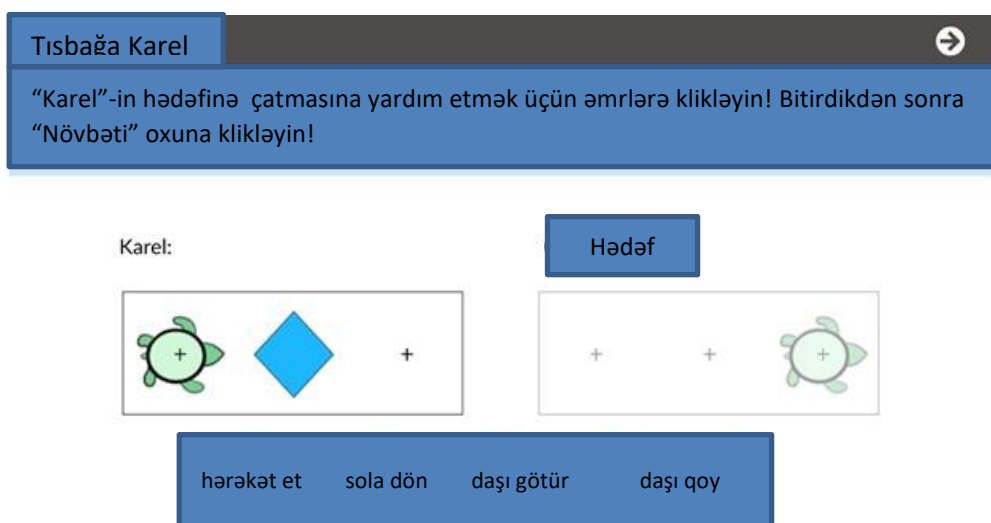 Tısbağa Karel
“Karel”-in hədəfinə çatmasına yardım etmək üçün əmrlərə klikləyin! Bitirdikdən sonra
“Növbəti” oxuna klikləyin!
Karel:
Hədəf
hərəkət et sola dön daşı götür daşı qoy